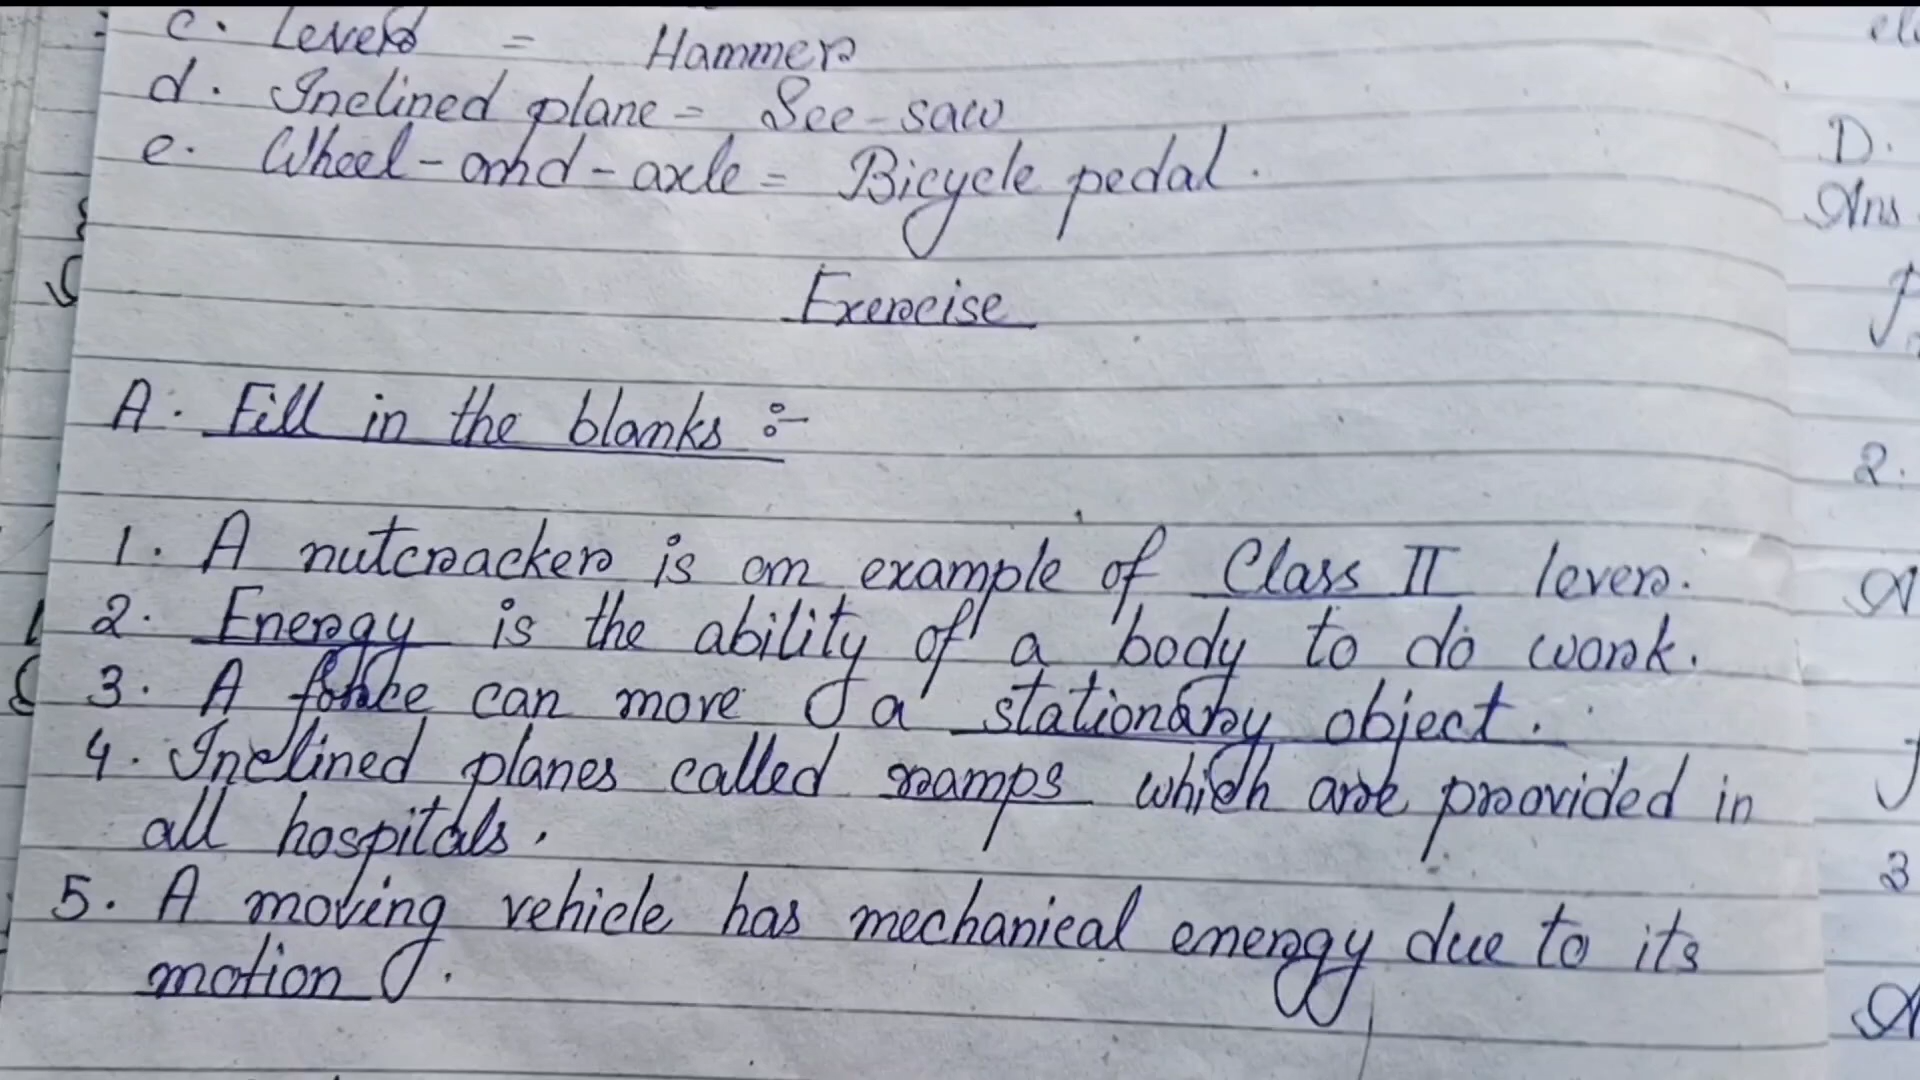 c. Lever = Hammer
d. Inclined plane = See-saw
e. Wheel-and-axle = Bicycle pedal.
Exercise
A. Fill in the blanks :-
1. A nutcracker is an example of Class II lever.
2. Energy is the ability of a body to do work.
3. A force can move a stationary object.
4. Inclined planes called ramps which are provided in
all hospitals.
5. A moving vehicle has mechanical energy due to its
motion.
D.
Ans
2.
3